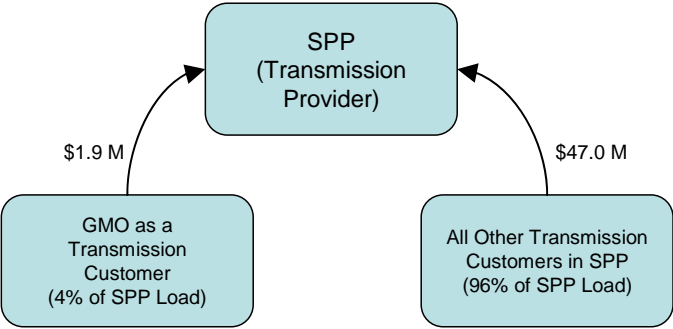 SPP
(Transmission
Provider)
$1.9 M
$47.0 M
GMO as a
Transmission
Customer
(4% of SPP Load)
All Other Transmission
Customers in SPP
(96% of SPP Load)